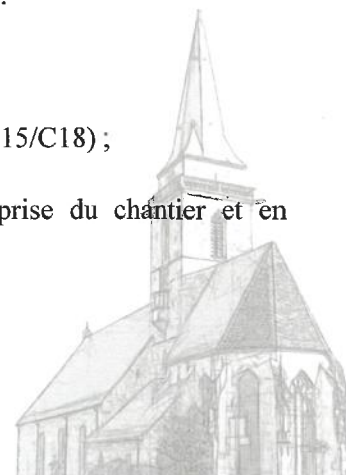 15/C18) ;
prise du chantier et en